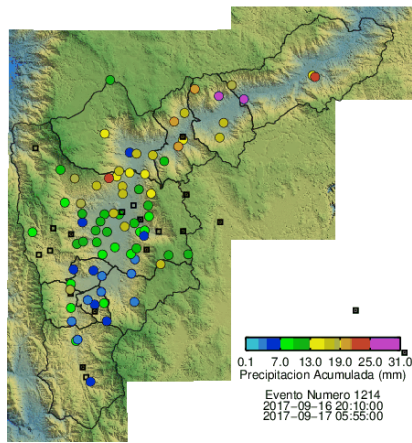 0.1 7.0 13.0 19.0 25.0 31.0
Precipitacion Acumulada (mm)
Evento Numero 1214
2017-09-16 20:10:00
2017-09-17 05:55:00